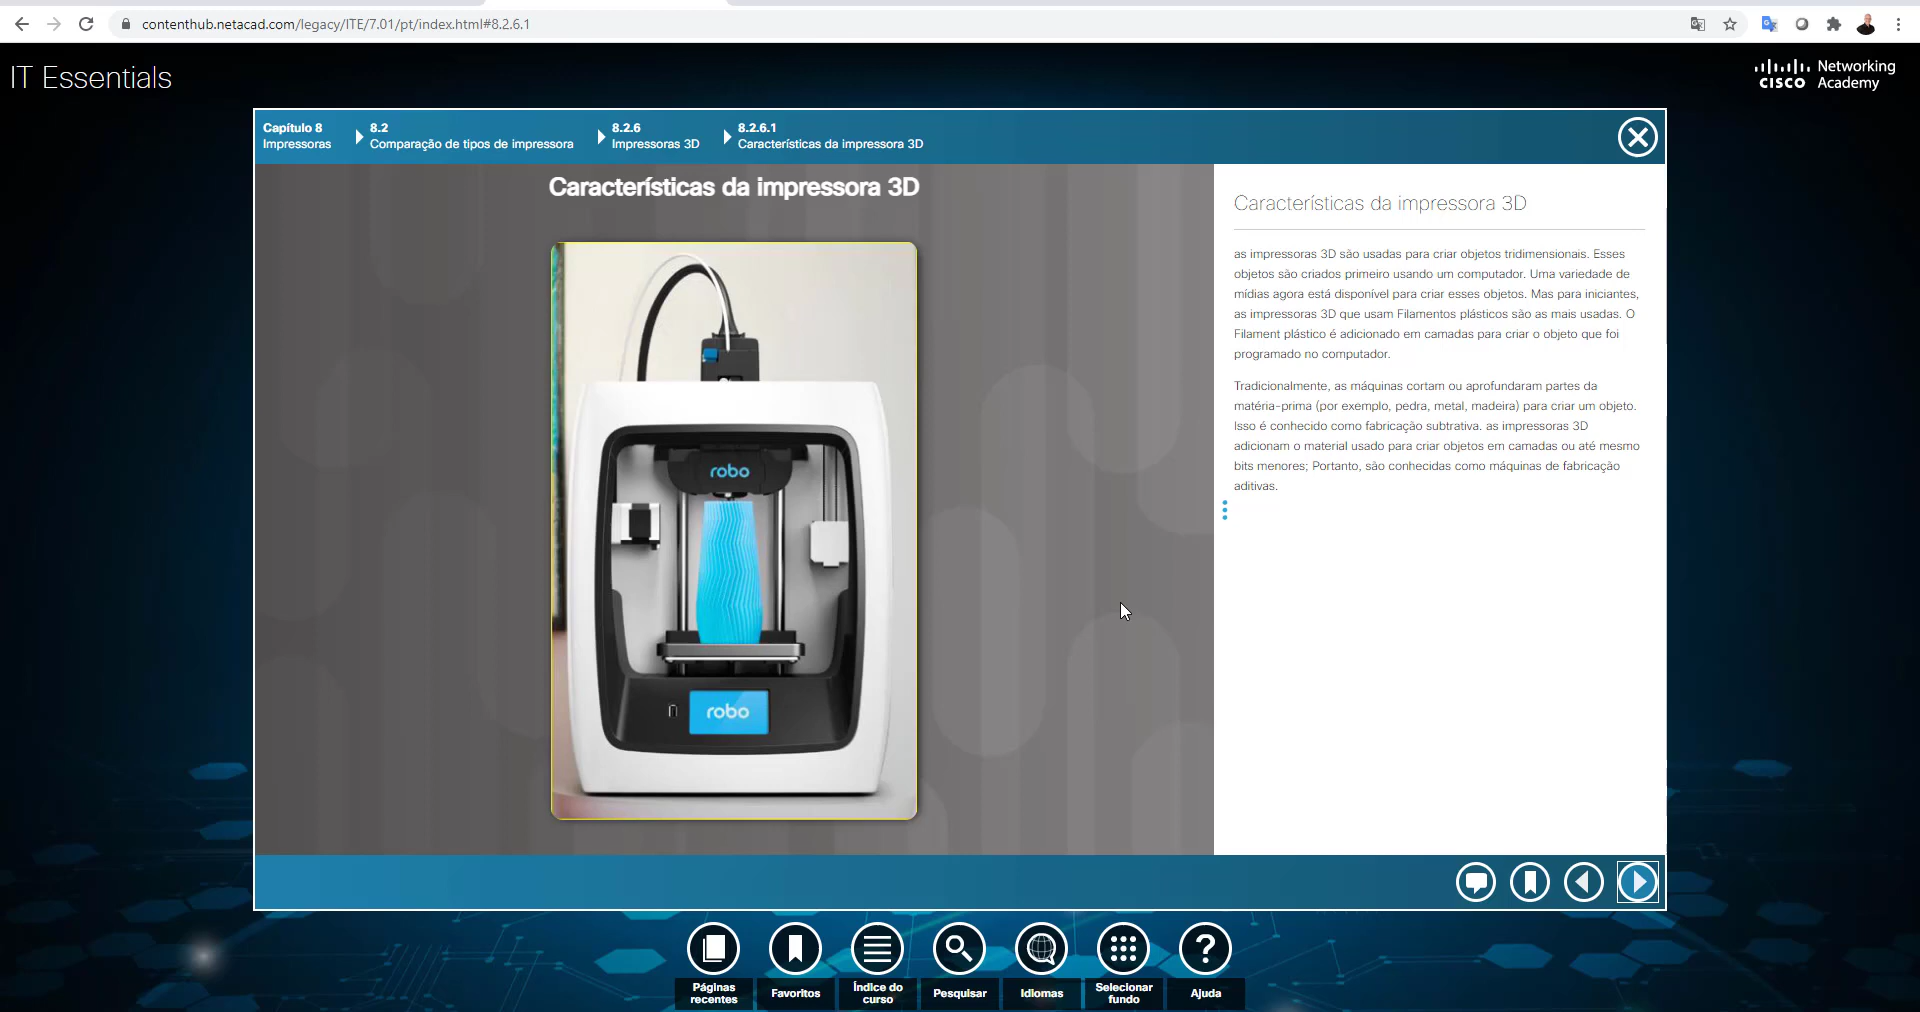 contenthub.netacad.com/legacy/ITE/7.01/pt/index.html#8.2.6.1
IT Essentials
CISCO
Networking
Academy
Capítulo 8
Impressoras
8.2
Comparação de tipos de impressora
8.2.6
Impressoras 3D
8.2.6.1
Características da impressora 3D
Características da impressora 3D
robo
robo
Características da impressora 3D
as impressoras 3D são usadas para criar objetos tridimensionais. Esses
objetos são criados primeiro usando um computador. Uma variedade de
mídias agora está disponível para criar esses objetos. Mas para iniciantes,
as impressoras 3D que usam Filamentos plásticos são as mais usadas. O
Filament plástico é adicionado em camadas para criar o objeto que foi
programado no computador.
Tradicionalmente, as máquinas cortam ou aprofundaram partes da
matéria-prima (por exemplo, pedra, metal, madeira) para criar um objeto.
Isso é conhecido como fabricação subtrativa. as impressoras 3D
adicionam o material usado para criar objetos em camadas ou até mesmo
bits menores; Portanto, são conhecidas como máquinas de fabricação
aditivas.
Páginas
recentes
Favoritos
Índice do
curso
Pesquisar
Idiomas
Selecionar
fundo
?
Ajuda